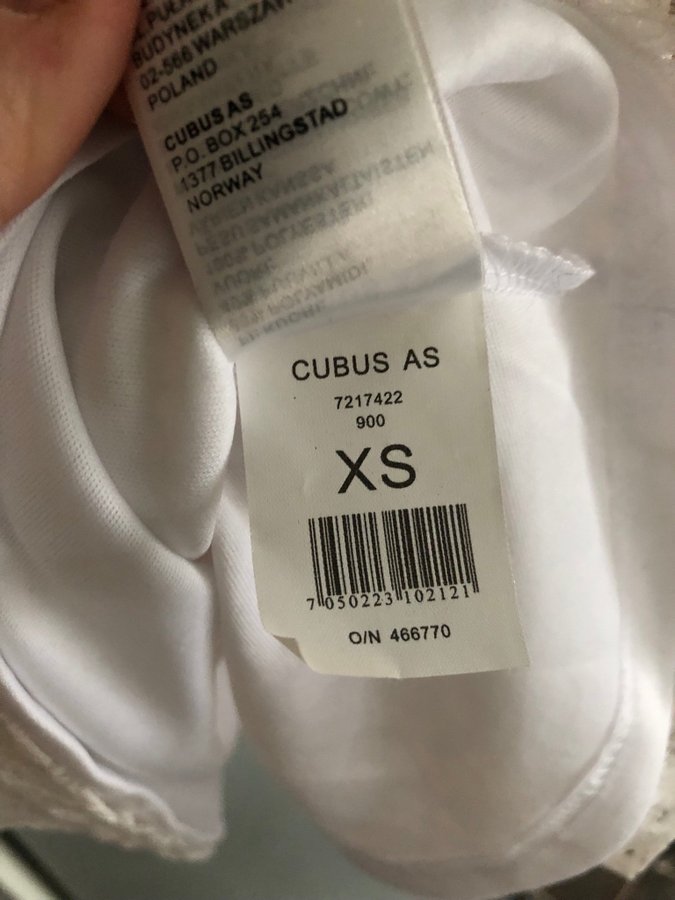 BUDYNEK A
02-566 WARSZAWA
POLAND
CUBUS AS
P.O. BOX 254
1377 BILLINGSTAD
NORWAY
CUBUS AS
7217422
900
XS
7 050223 102121
O/N 466770